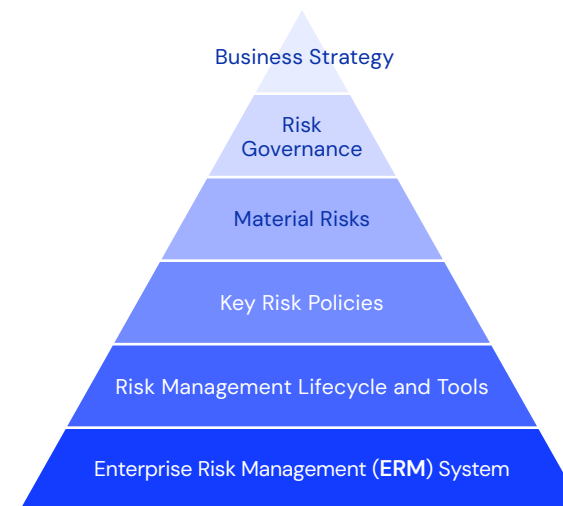 Business Strategy
Risk
Governance
Material Risks
Key Risk Policies
Risk Management Lifecycle and Tools
Enterprise Risk Management (ERM) System